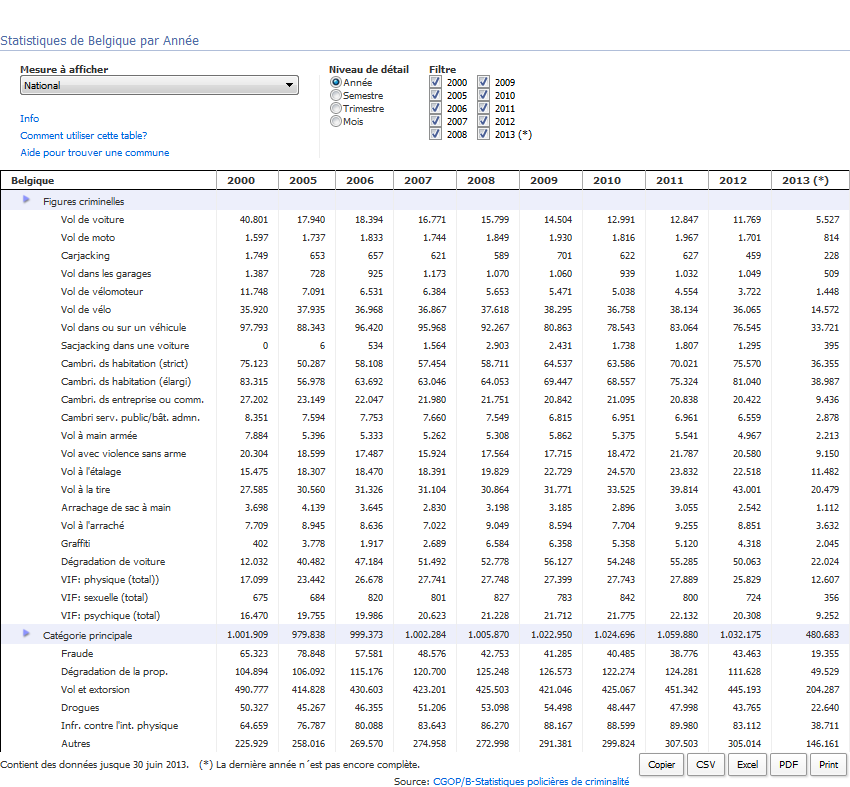 Statistiques de Belgique par Année
Mesure à afficher
National
Info
Comment utiliser cette table?
Aide pour trouver une commune
Niveau de détail
Année
Semestre
Trimestre
Mois
Filtre
2000 2009
2005 2010
2006 2011
2007 2012
2008 2013 (*)
Belgique 2000 2005 2006 2007 2008 2009 2010 2011 2012 2013 (*)
Figures criminelles
Vol de voiture 40.801 17.940 18.394 16.771 15.799 14.504 12.991 12.847 11.769 5.527
Vol de moto 1.597 1.737 1.833 1.744 1.849 1.930 1.816 1.967 1.701 814
Carjacking 1.749 653 657 621 589 701 622 627 459 228
Vol dans les garages 1.387 728 925 1.173 1.070 1.060 939 1.032 1.049 509
Vol de vélomoteur 11.748 7.091 6.531 6.384 5.653 5.471 5.038 4.554 3.722 1.448
Vol de vélo 35.920 37.935 36.968 36.867 37.618 38.295 36.758 38.134 36.065 14.572
Vol dans ou sur un véhicule 97.793 88.343 96.420 95.968 92.267 80.863 78.543 83.064 76.545 33.721
Sacjacking dans une voiture 0 6 534 1.564 2.903 2.431 1.738 1.807 1.295 395
Cambri. ds habitation (strict) 75.123 50.287 58.108 57.454 58.711 64.537 63.586 70.021 75.570 36.355
Cambri. ds habitation (élargi) 83.315 56.978 63.692 63.046 64.053 69.447 68.557 75.324 81.040 38.987
Cambri. ds entreprise ou comm. 27.202 23.149 22.047 21.980 21.751 20.842 21.095 20.838 20.422 9.436
Cambri serv. public/bât. admn. 8.351 7.594 7.753 7.660 7.549 6.815 6.951 6.961 6.559 2.878
Vol à main armée 7.884 5.396 5.333 5.262 5.308 5.862 5.375 5.541 4.967 2.213
Vol avec violence sans arme 20.304 18.599 17.487 15.924 17.564 17.715 18.472 21.787 20.580 9.150
Vol à l'étalage 15.475 18.307 18.470 18.391 19.829 22.729 24.570 23.832 22.518 11.482
Vol à la tire 27.585 30.560 31.326 31.104 30.864 31.771 33.525 39.814 43.001 20.479
Arrachage de sac à main 3.698 4.139 3.645 2.830 3.198 3.185 2.896 3.055 2.542 1.112
Vol à l'arraché 7.709 8.945 8.636 7.022 9.049 8.594 7.704 9.255 8.851 3.632
Graffiti 402 3.778 1.917 2.689 6.584 6.358 5.358 5.120 4.318 2.045
Dégradation de voiture 12.032 40.482 47.184 51.492 52.778 56.127 54.248 55.285 50.063 22.024
VIF: physique (total)) 17.099 23.442 26.678 27.741 27.748 27.399 27.743 27.889 25.829 12.607
VIF: sexuelle (total) 675 684 820 801 827 783 842 800 724 356
VIF: psychique (total) 16.470 19.755 19.986 20.623 21.228 21.712 21.775 22.132 20.308 9.252
Catégorie principale 1.001.909 979.838 999.373 1.002.284 1.005.870 1.022.950 1.024.696 1.059.880 1.032.175 480.683
Fraude 65.323 78.848 57.581 48.576 42.753 41.285 40.485 38.776 43.463 19.355
Dégradation de la prop. 104.894 106.092 115.176 120.700 125.248 126.573 122.274 124.281 111.628 49.529
Vol et extorsion 490.777 414.828 430.603 423.201 425.503 421.046 425.067 451.342 445.193 204.287
Drogues 50.327 45.267 46.355 51.206 53.098 54.498 48.447 47.998 43.765 22.640
Infr. contre l'int. physique 64.659 76.787 80.088 83.643 86.270 88.167 88.599 89.980 83.112 38.711
Autres 225.929 258.016 269.570 274.958 272.998 291.381 299.824 307.503 305.014 146.161
Contient des données jusque 30 juin 2013. (*) La dernière année n´est pas encore complète.
Copier CSV Excel PDF Print
Source: CGOP/B-Statistiques policières de criminalité